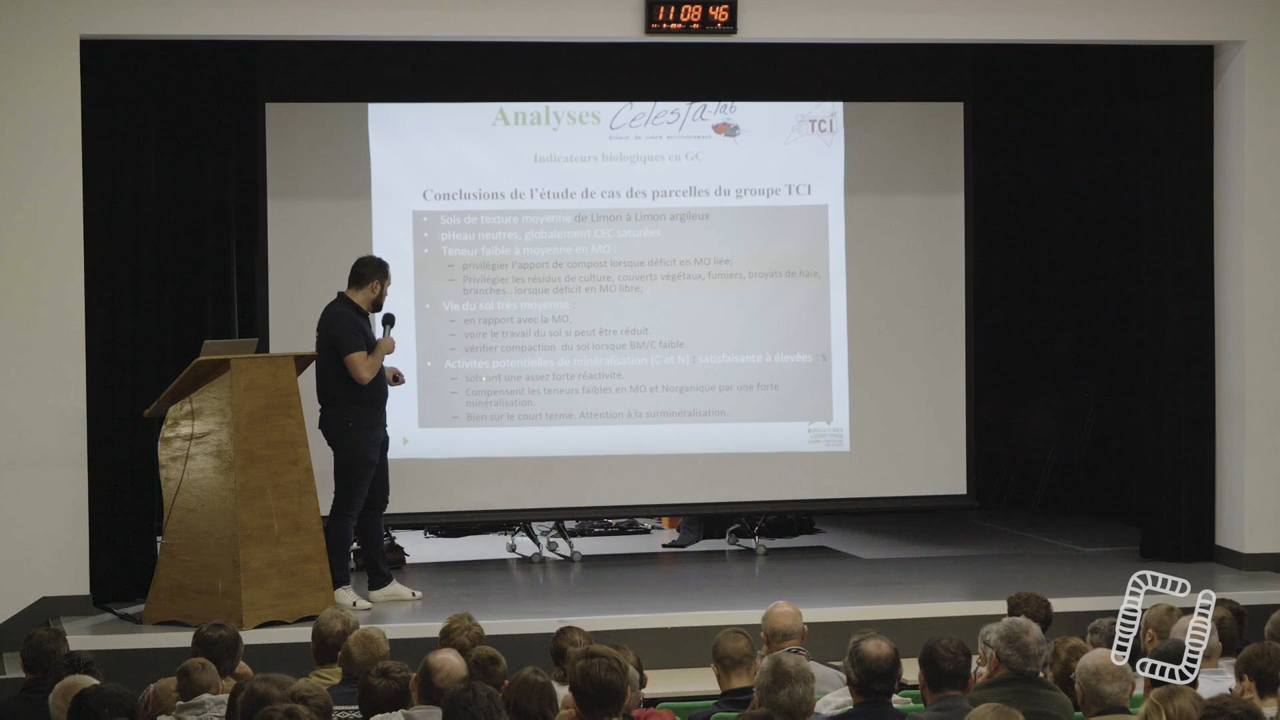 11 08 46
Analyses Celesta-lab
TCI
Indicateurs biologiques en GC
Conclusions de l'étude de cas des parcelles du groupe TCI
• Sols de texture moyenne de Limon à Limon argileux
• pHeau neutres, globalement CEC saturées
• Teneur faible à moyenne en MO :
– privilégier l'apport de compost lorsque déficit en MO liée;
– Privilégier les résidus de culture, couverts végétaux, fumiers, broyats de haie,
branches...lorsque déficit en MO libre;
• Vie du sol très moyenne :
– en rapport avec la MO,
– voire le travail du sol si peut être réduit.
– vérifier compaction du sol lorsque BM/C faible.
• Activités potentielles de minéralisation (C et N) : satisfaisante à élevées : s
– sols ont une assez forte réactivité.
– Compensent les teneurs faibles en MO et Norganique par une forte
minéralisation.
– Bien sur le court terme. Attention à la surminéralisation.